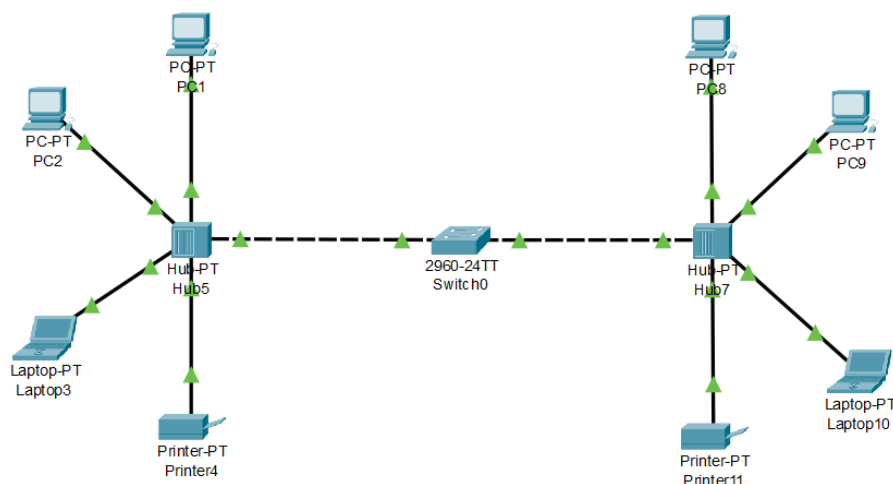 PC-PT
PC1
PC-PT
PC8
PC-PT
PC2
PC-PT
PC9
Hub-PT
Hub5
2960-24TT
Switch0
Hub-PT
Hub7
Laptop-PT
Laptop3
Laptop-PT
Laptop10
Printer-PT
Printer4
Printer-PT
Printer11